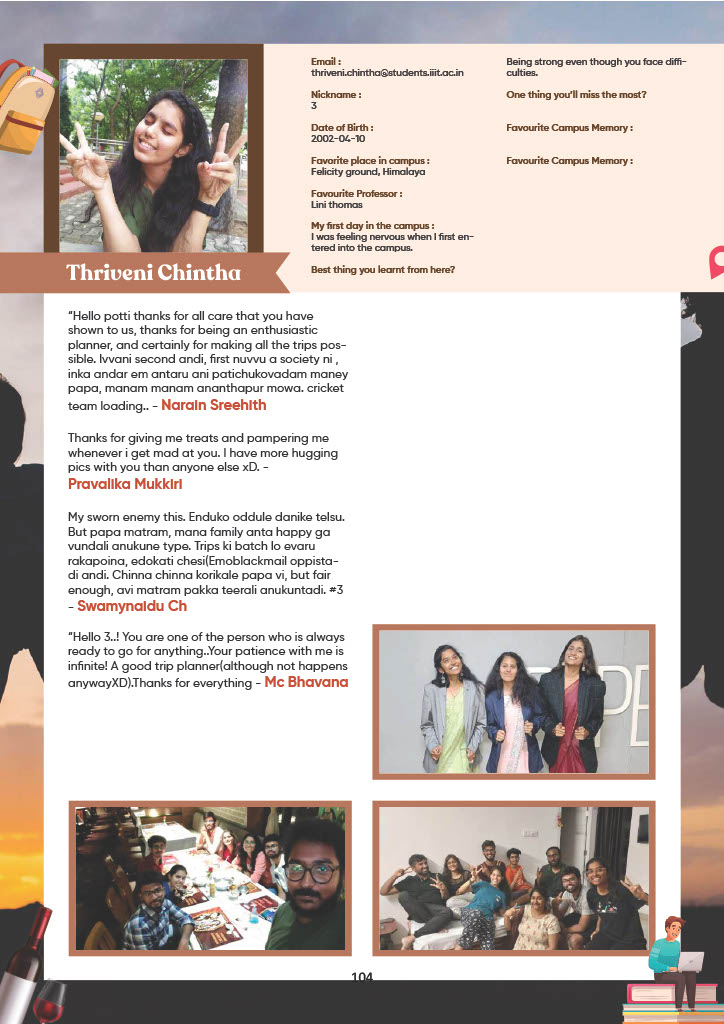 Email :
thriveni.chintha@students.iiit.ac.in
Nickname :
3
Date of Birth :
2002-04-10
Favorite place in campus :
Felicity ground, Himalaya
Favourite Professor :
Lini thomas
My first day in the campus :
I was feeling nervous when I first en-
tered into the campus.
Best thing you learnt from here?
Being strong even though you face diffi-
culties.
One thing you'll miss the most?
Favourite Campus Memory :
Favourite Campus Memory :
Thriveni Chintha
"Hello potti thanks for all care that you have
shown to us, thanks for being an enthusiastic
planner, and certainly for making all the trips pos-
sible. Ivvani second andi, first nuvvu a society ni ,
inka andar em antaru ani patichukovadam maney
papa, manam manam ananthapur mowa. cricket
team loading.. - Narain Sreehith
Thanks for giving me treats and pampering me
whenever i get mad at you. I have more hugging
pics with you than anyone else xD. -
Pravalika Mukkiri
My sworn enemy this. Enduko oddule danike telsu.
But papa matram, mana family anta happy ga
vundali anukune type. Trips ki batch lo evaru
rakapoina, edokati chesi(Emoblackmail oppista-
di andi. Chinna chinna korikale papa vi, but fair
enough, avi matram pakka teerali anukuntadi. #3
- Swamynaidu Ch
"Hello 3..! You are one of the person who is always
ready to go for anything..Your patience with me is
infinite! A good trip planner(although not happens
anywayXD).Thanks for everything - Mc Bhavana
PE
104